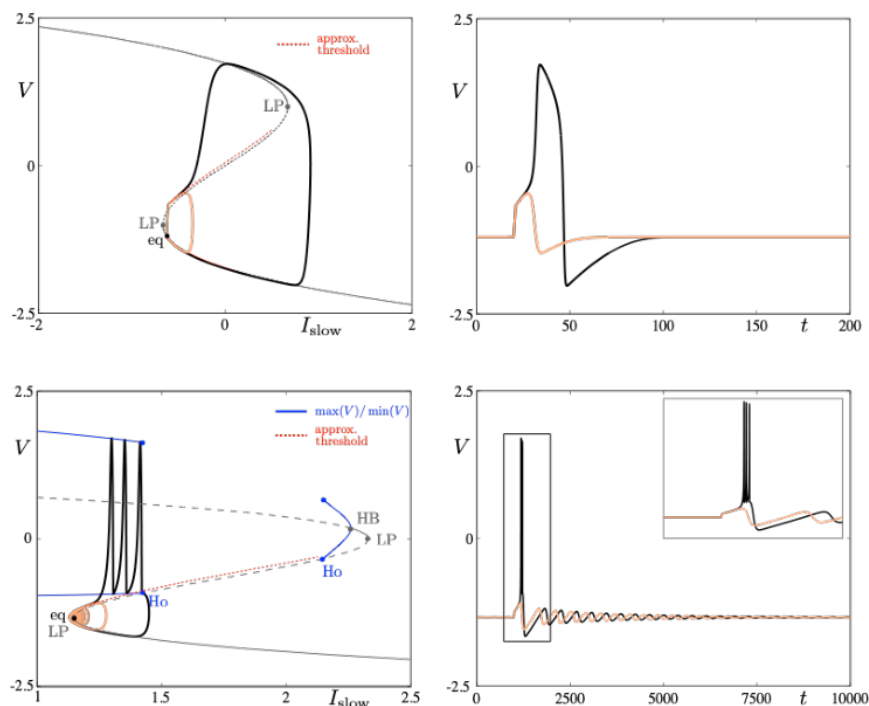 2.5
V
0
-2.5
-2
0
I_slow
2
approx.
threshold
LP
LP
eq
2.5
V
0
-2.5
0
50
100
150
t
200
2.5
V
0
-2.5
1
1.5
2
I_slow
2.5
max(V)/ min(V)
approx.
threshold
HB
LP
Ho
Ho
eq
LP
2.5
V
0
-2.5
0
2500
5000
7500
t
10000